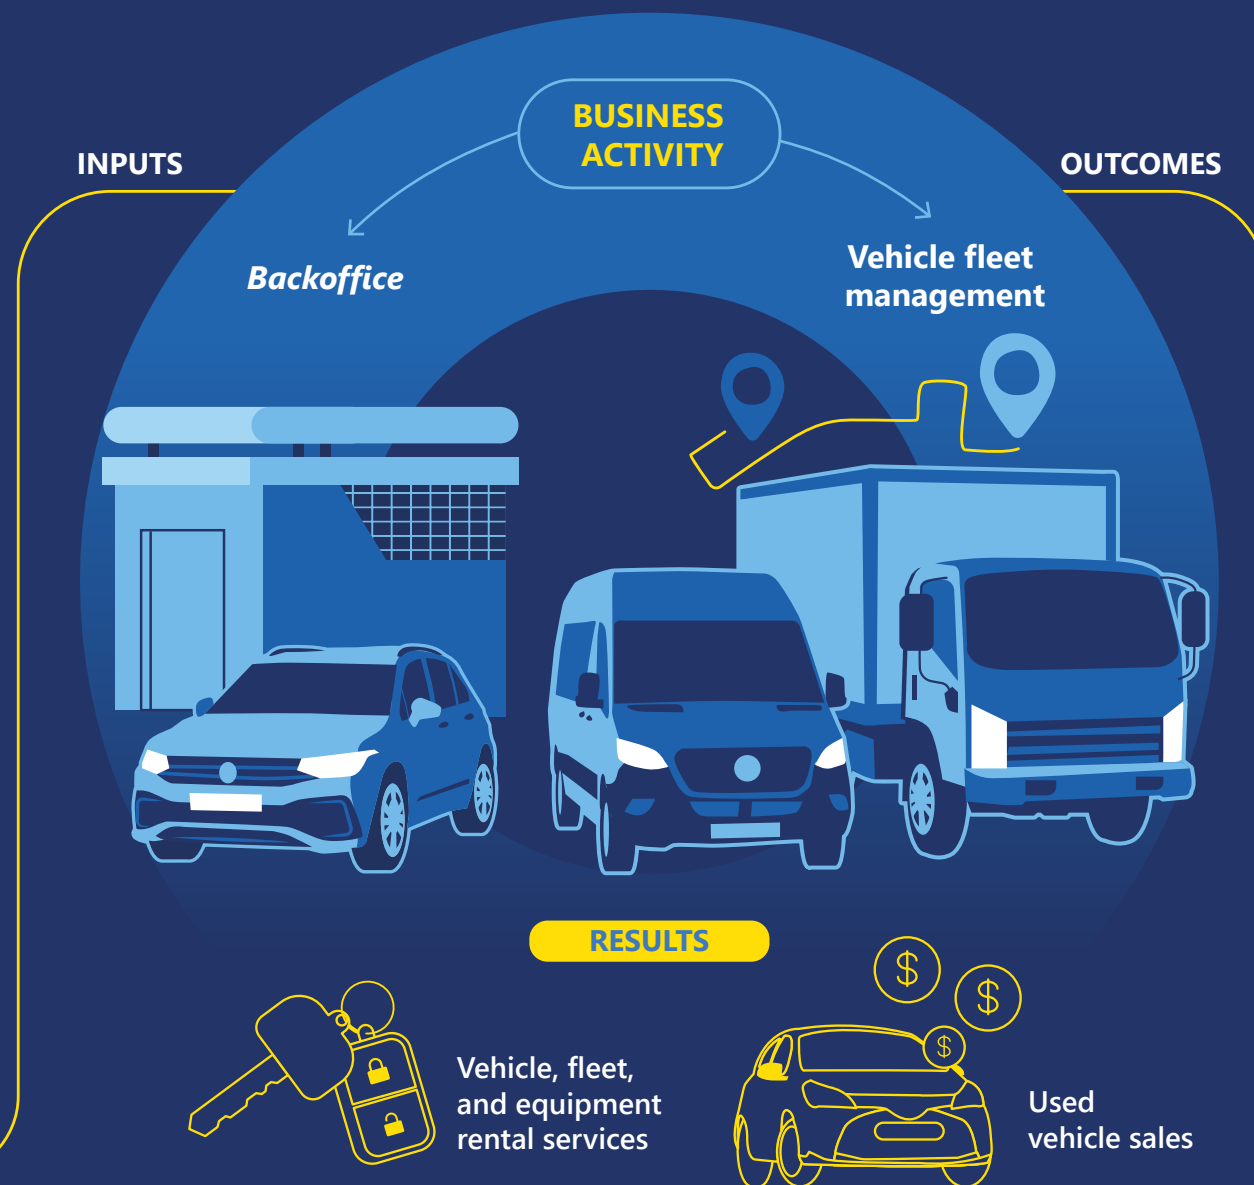 BUSINESS
ACTIVITY
INPUTS
OUTCOMES
Backoffice
Vehicle fleet
management
RESULTS
$
$
$
Vehicle, fleet,
and equipment
rental services
Used
vehicle sales